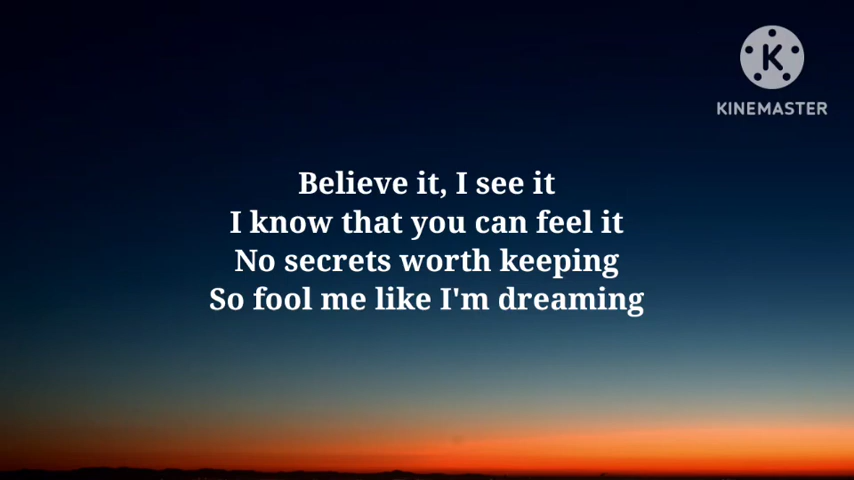 K
KINEMASTER
Believe it, I see it
I know that you can feel it
No secrets worth keeping
So fool me like I'm dreaming